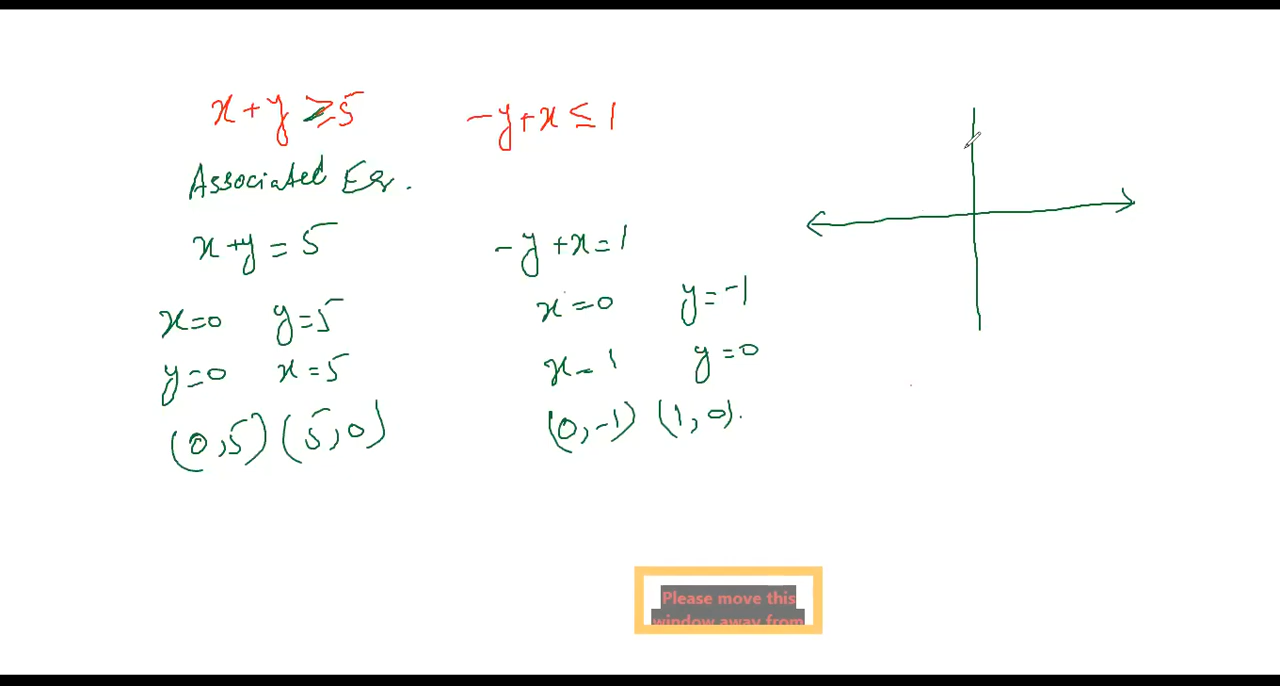 x + y ≥ 5   -y + x ≤ 1
Associated Eq.
x + y = 5   -y + x = 1
x = 0   y = 5   x = 0   y = -1
y = 0   x = 5   x = 1   y = 0
(0, 5) (5, 0)   (0, -1) (1, 0).
Please move this
window away from